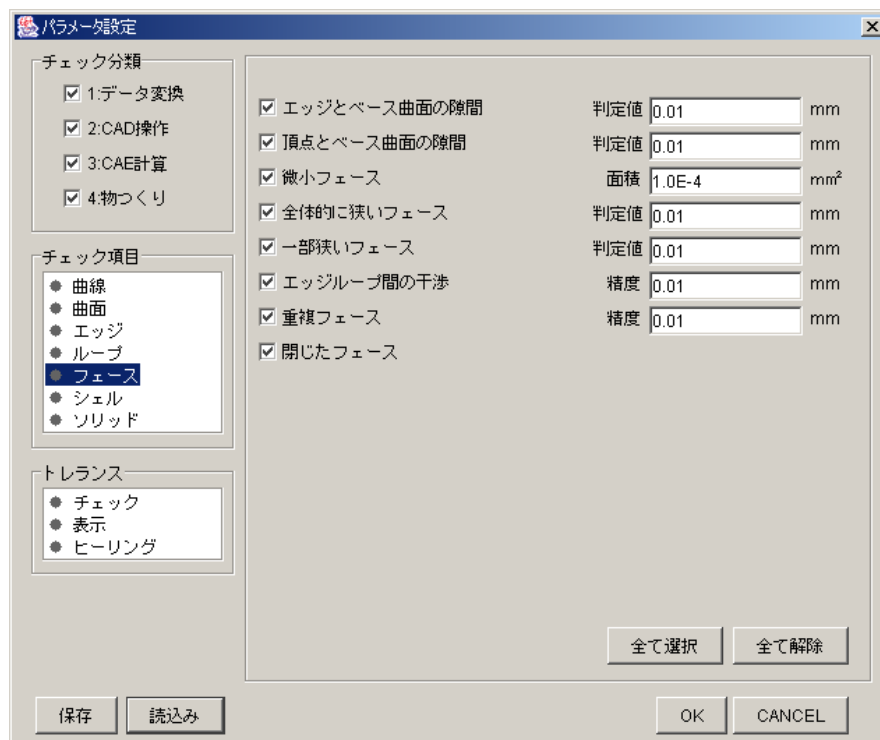 パラメータ設定
チェック分類
1:データ変換
2:CAD操作
3:CAE計算
4:物つくり
チェック項目
曲線
曲面
エッジ
ループ
フェース
シェル
ソリッド
トレランス
チェック
表示
ヒーリング
エッジとベース曲面の隙間 判定値 0.01 mm
頂点とベース曲面の隙間 判定値 0.01 mm
微小フェース 面積 1.0E-4 mm²
全体的に狭いフェース 判定値 0.01 mm
一部狭いフェース 判定値 0.01 mm
エッジループ間の干渉 精度 0.01 mm
重複フェース 精度 0.01 mm
閉じたフェース
全て選択 全て解除
保存 読込み OK CANCEL